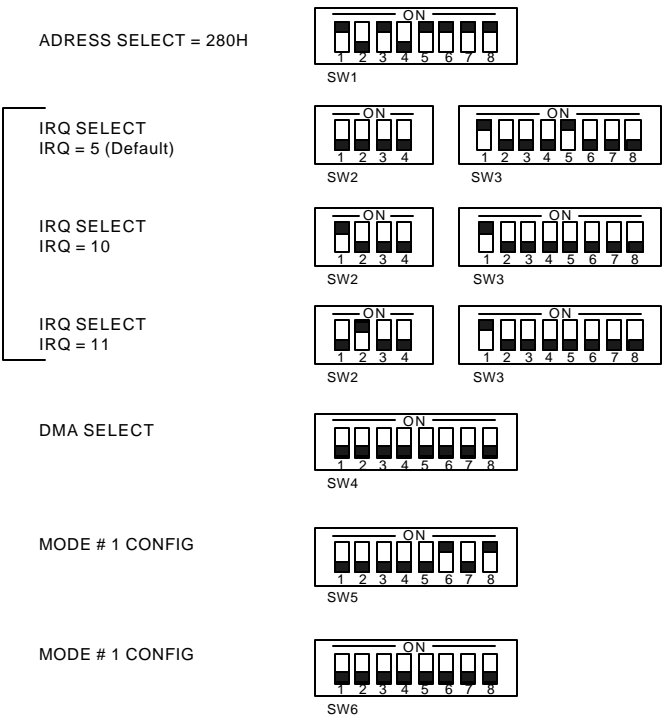 ADRESS SELECT = 280H
ON
1 2 3 4 5 6 7 8
SW1
IRQ SELECT
IRQ = 5 (Default)
ON
1 2 3 4
SW2
ON
1 2 3 4 5 6 7 8
SW3
IRQ SELECT
IRQ = 10
ON
1 2 3 4
SW2
ON
1 2 3 4 5 6 7 8
SW3
IRQ SELECT
IRQ = 11
ON
1 2 3 4
SW2
ON
1 2 3 4 5 6 7 8
SW3
DMA SELECT
ON
1 2 3 4 5 6 7 8
SW4
MODE # 1 CONFIG
ON
1 2 3 4 5 6 7 8
SW5
MODE # 1 CONFIG
ON
1 2 3 4 5 6 7 8
SW6